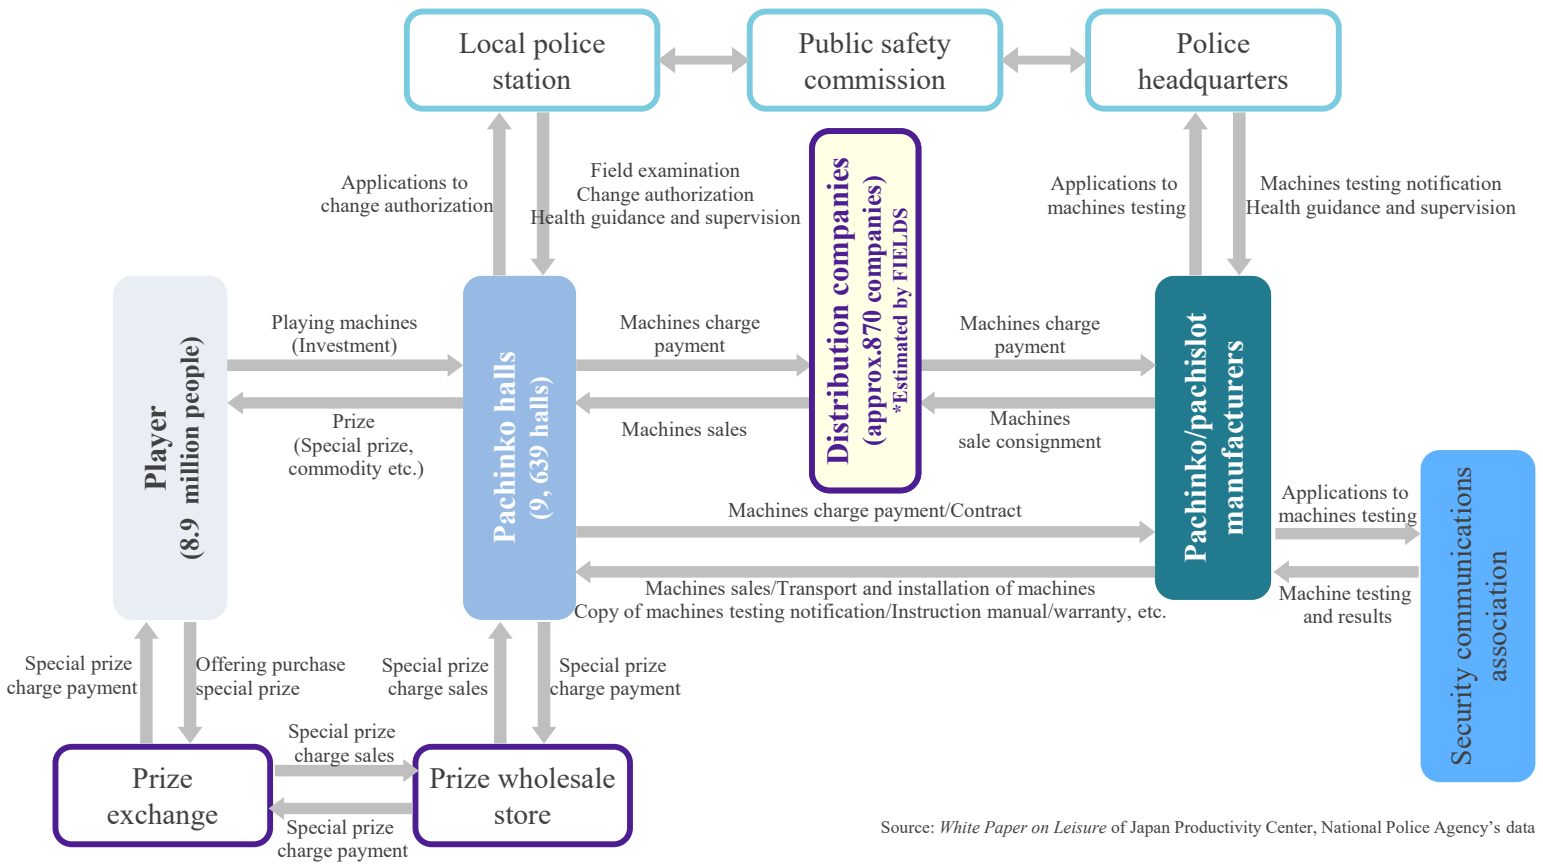 Local police
station
Public safety
commission
Police
headquarters
Applications to
change authorization
Field examination
Change authorization
Health guidance and supervision
Applications to
machines testing
Machines testing notification
Health guidance and supervision
Player
(8.9 million people)
Playing machines
(Investment)
Prize
(Special prize,
commodity etc.)
Pachinko halls
(9, 639 halls)
Machines charge
payment
Machines sales
Distribution companies
(approx.870 companies)
*Estimated by FIELDS
Machines charge
payment
Machines
sale consignment
Pachinko/pachislot
manufacturers
Machines charge payment/Contract
Machines sales/Transport and installation of machines
Copy of machines testing notification/Instruction manual/warranty, etc.
Applications to
machines testing
Machine testing
and results
Security communications
association
Special prize
charge payment
Offering purchase
special prize
Special prize
charge sales
Special prize
charge payment
Prize
exchange
Special prize
charge sales
Special prize
charge payment
Prize wholesale
store
Source: White Paper on Leisure of Japan Productivity Center, National Police Agency’s data